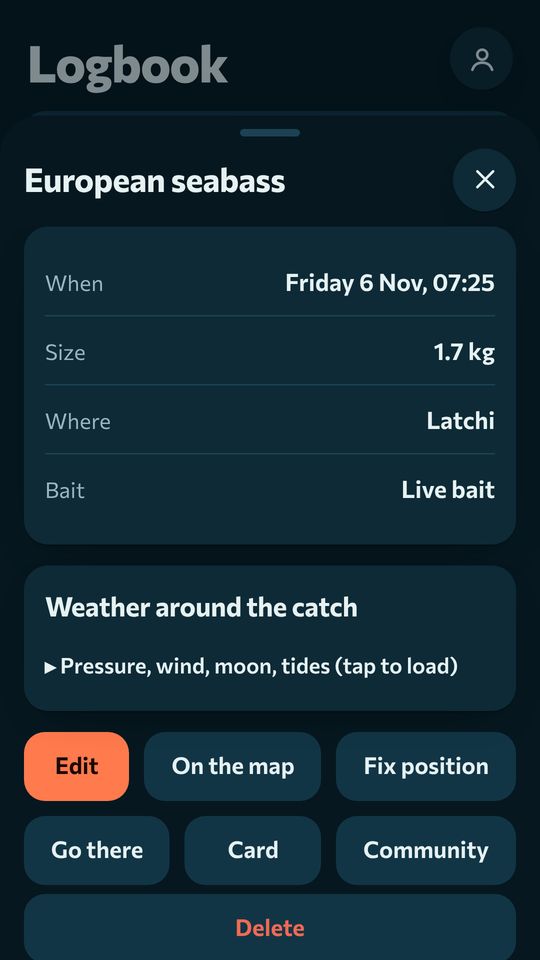 Logbook
European seabass
When Friday 6 Nov, 07:25
Size 1.7 kg
Where Latchi
Bait Live bait
Weather around the catch
▸ Pressure, wind, moon, tides (tap to load)
Edit On the map Fix position
Go there Card Community
Delete